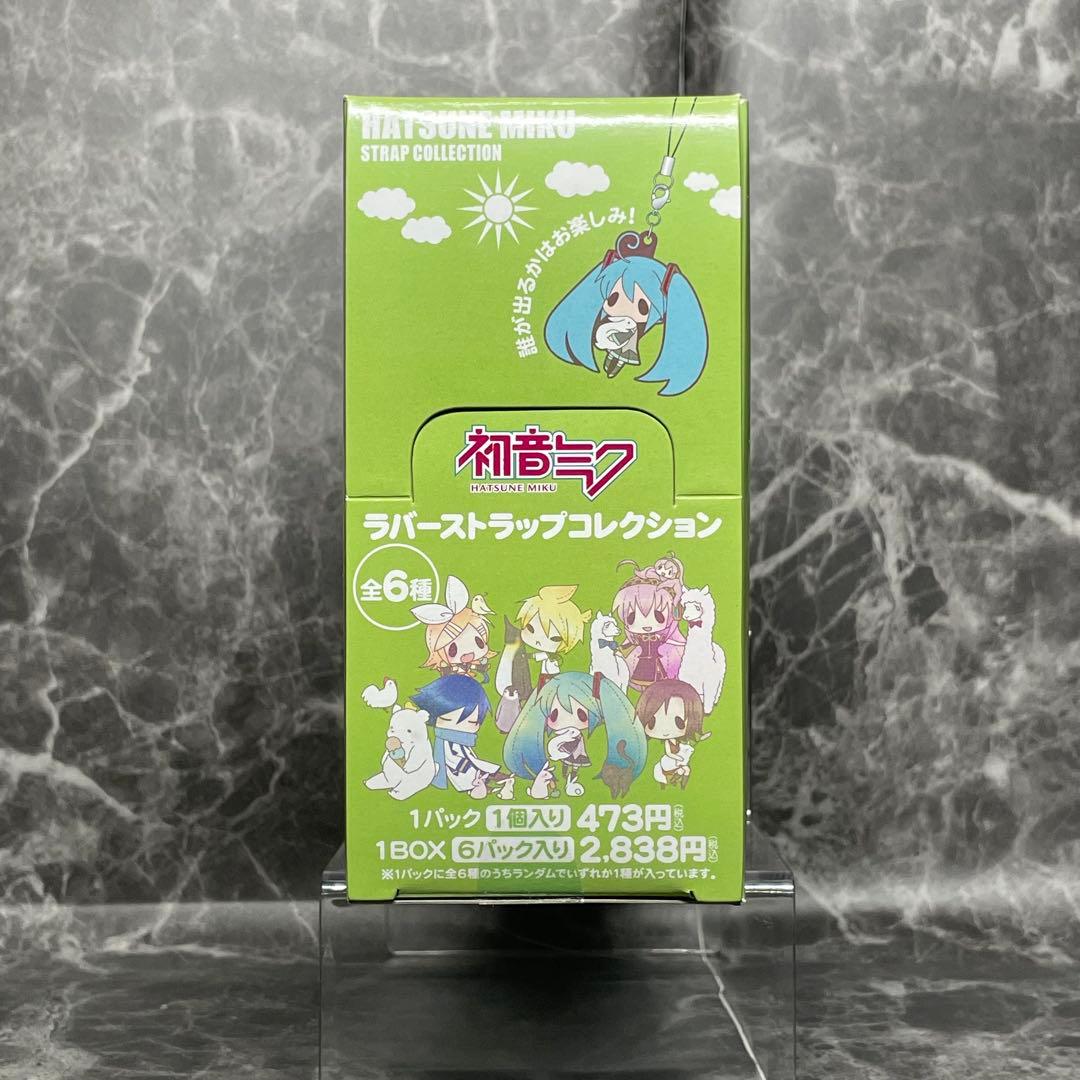 HATSUNE MIKU
STRAP COLLECTION
誰が出るかはお楽しみ!
初音ミク
HATSUNE MIKU
ラバーストラップコレクション
全6種
1パック 1個入り 473円(税込)
1BOX 6パック入り 2,838円(税込)
※1パックに全6種のうちランダムでいずれか1種が入っています。